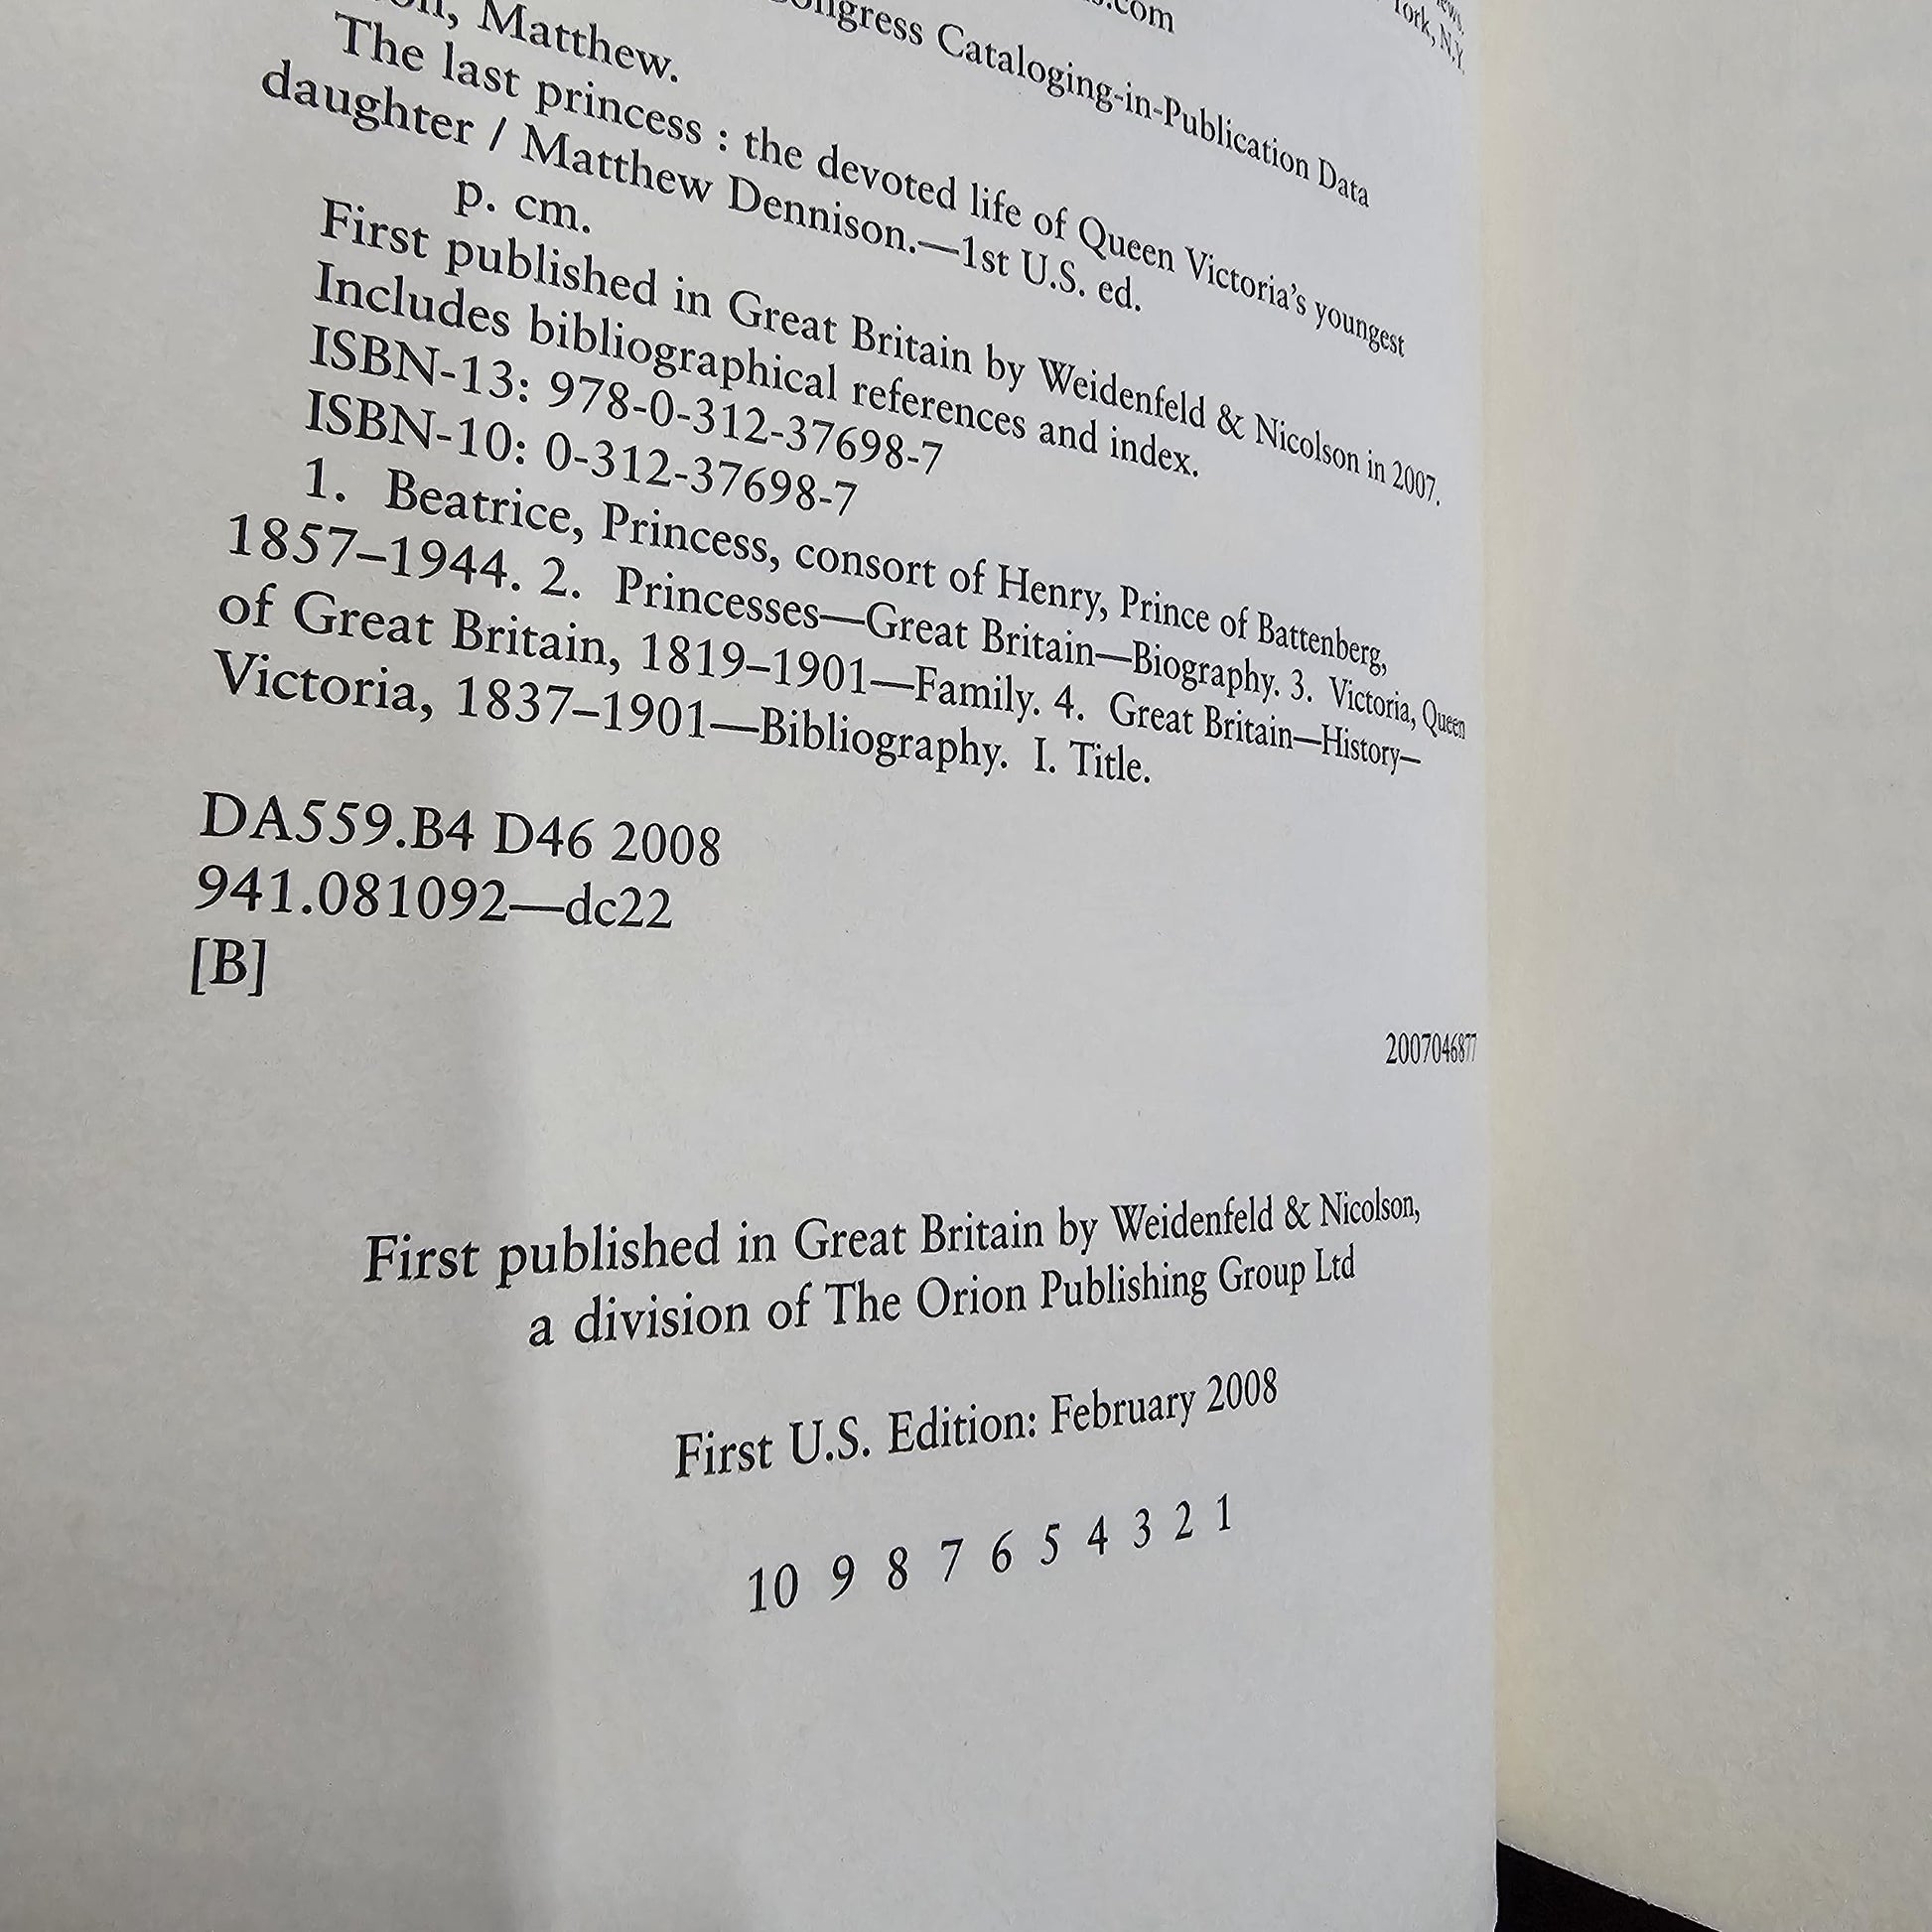 York, N.Y.
s.com
Congress Cataloging-in-Publication Data
Matthew.
The last princess : the devoted life of Queen Victoria's youngest
daughter / Matthew Dennison.—1st U.S. ed.
p. cm.
First published in Great Britain by Weidenfeld & Nicolson in 2007.
Includes bibliographical references and index.
ISBN-13: 978-0-312-37698-7
ISBN-10: 0-312-37698-7
1. Beatrice, Princess, consort of Henry, Prince of Battenberg,
1857–1944. 2. Princesses—Great Britain—Biography. 3. Victoria, Queen
of Great Britain, 1819–1901—Family. 4. Great Britain—History—
Victoria, 1837–1901—Bibliography. I. Title.
DA559.B4 D46 2008
941.081092—dc22
[B]
2007046877
First published in Great Britain by Weidenfeld & Nicolson,
a division of The Orion Publishing Group Ltd
First U.S. Edition: February 2008
10 9 8 7 6 5 4 3 2 1